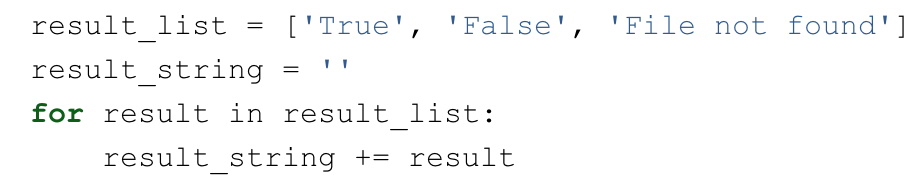 result_list = ['True', 'False', 'File not found']
result_string = ''
for result in result_list:
    result_string += result